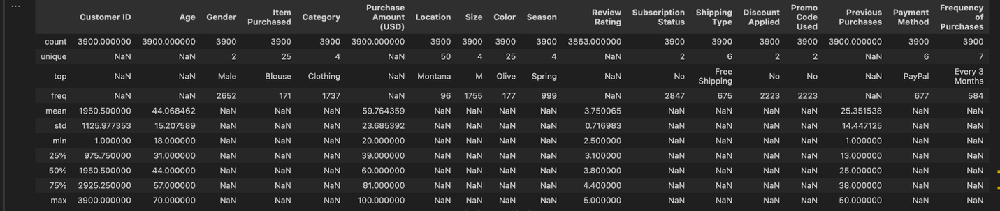 ...
Customer ID Age Gender Item Purchased Category Purchase Amount (USD) Location Size Color Season Review Rating Subscription Status Shipping Type Discount Applied Promo Code Used Previous Purchases Payment Method Frequency of Purchases
count 3900.000000 3900.000000 3900 3900 3900 3900.000000 3900 3900 3900 3900 3863.000000 3900 3900 3900 3900 3900.000000 3900 3900
unique NaN NaN 2 25 4 NaN 50 4 25 4 NaN 2 6 2 2 NaN 6 7
top NaN NaN Male Blouse Clothing NaN Montana M Olive Spring NaN No Free Shipping No No NaN PayPal Every 3 Months
freq NaN NaN 2652 171 1737 NaN 96 1755 177 999 NaN 2847 675 2223 2223 NaN 677 584
mean 1950.500000 44.068462 NaN NaN NaN 59.764359 NaN NaN NaN NaN 3.750065 NaN NaN NaN NaN 25.351538 NaN NaN
std 1125.977353 15.207589 NaN NaN NaN 23.685392 NaN NaN NaN NaN 0.716983 NaN NaN NaN NaN 14.447125 NaN NaN
min 1.000000 18.000000 NaN NaN NaN 20.000000 NaN NaN NaN NaN 2.500000 NaN NaN NaN NaN 1.000000 NaN NaN
25% 975.750000 31.000000 NaN NaN NaN 39.000000 NaN NaN NaN NaN 3.100000 NaN NaN NaN NaN 13.000000 NaN NaN
50% 1950.500000 44.000000 NaN NaN NaN 60.000000 NaN NaN NaN NaN 3.800000 NaN NaN NaN NaN 25.000000 NaN NaN
75% 2925.250000 57.000000 NaN NaN NaN 81.000000 NaN NaN NaN NaN 4.400000 NaN NaN NaN NaN 38.000000 NaN NaN
max 3900.000000 70.000000 NaN NaN NaN 100.000000 NaN NaN NaN NaN 5.000000 NaN NaN NaN NaN 50.000000 NaN NaN